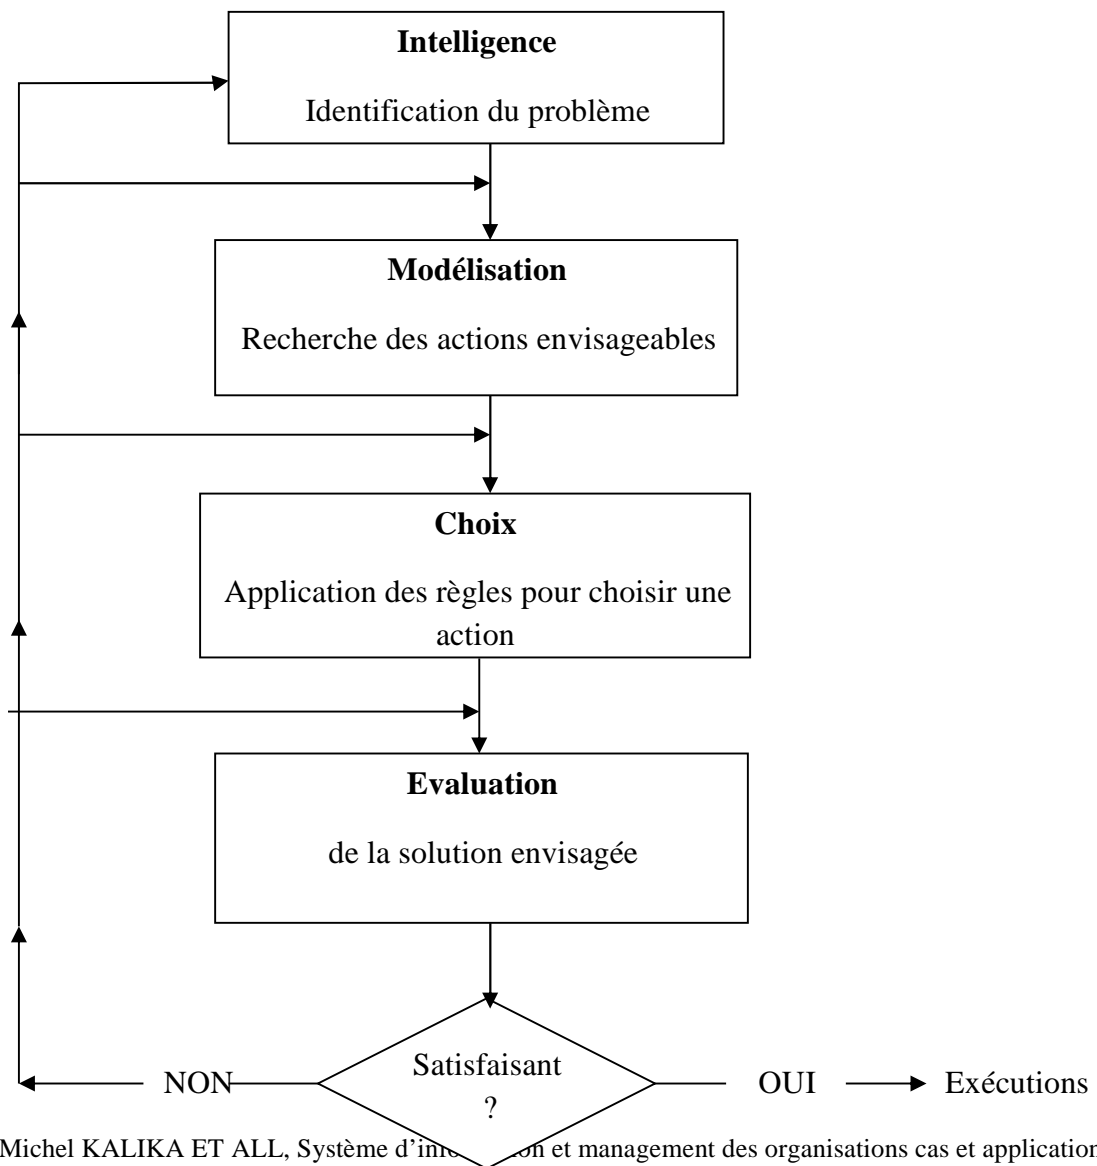 Intelligence
Identification du problème
Modélisation
Recherche des actions envisageables
Choix
Application des règles pour choisir une
action
Evaluation
de la solution envisagée
Satisfaisant
?
NON
OUI
Exécutions
Michel KALIKA ET ALL, Système et management des organisations cas et application